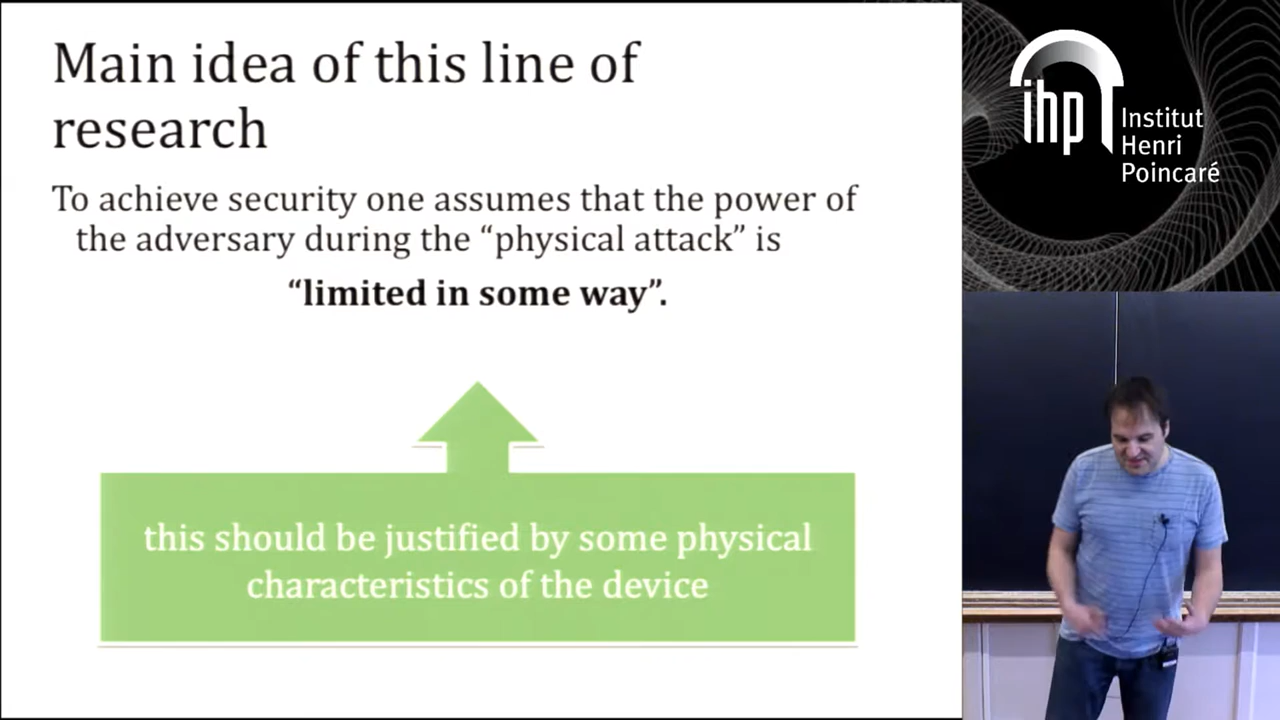 Main idea of this line of
research
To achieve security one assumes that the power of
the adversary during the “physical attack” is
“limited in some way”.
this should be justified by some physical
characteristics of the device
ihp
Institut
Henri
Poincaré